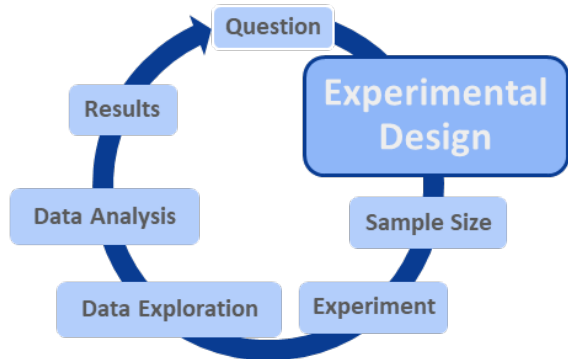 Question
Experimental
Design
Sample Size
Experiment
Data Exploration
Data Analysis
Results